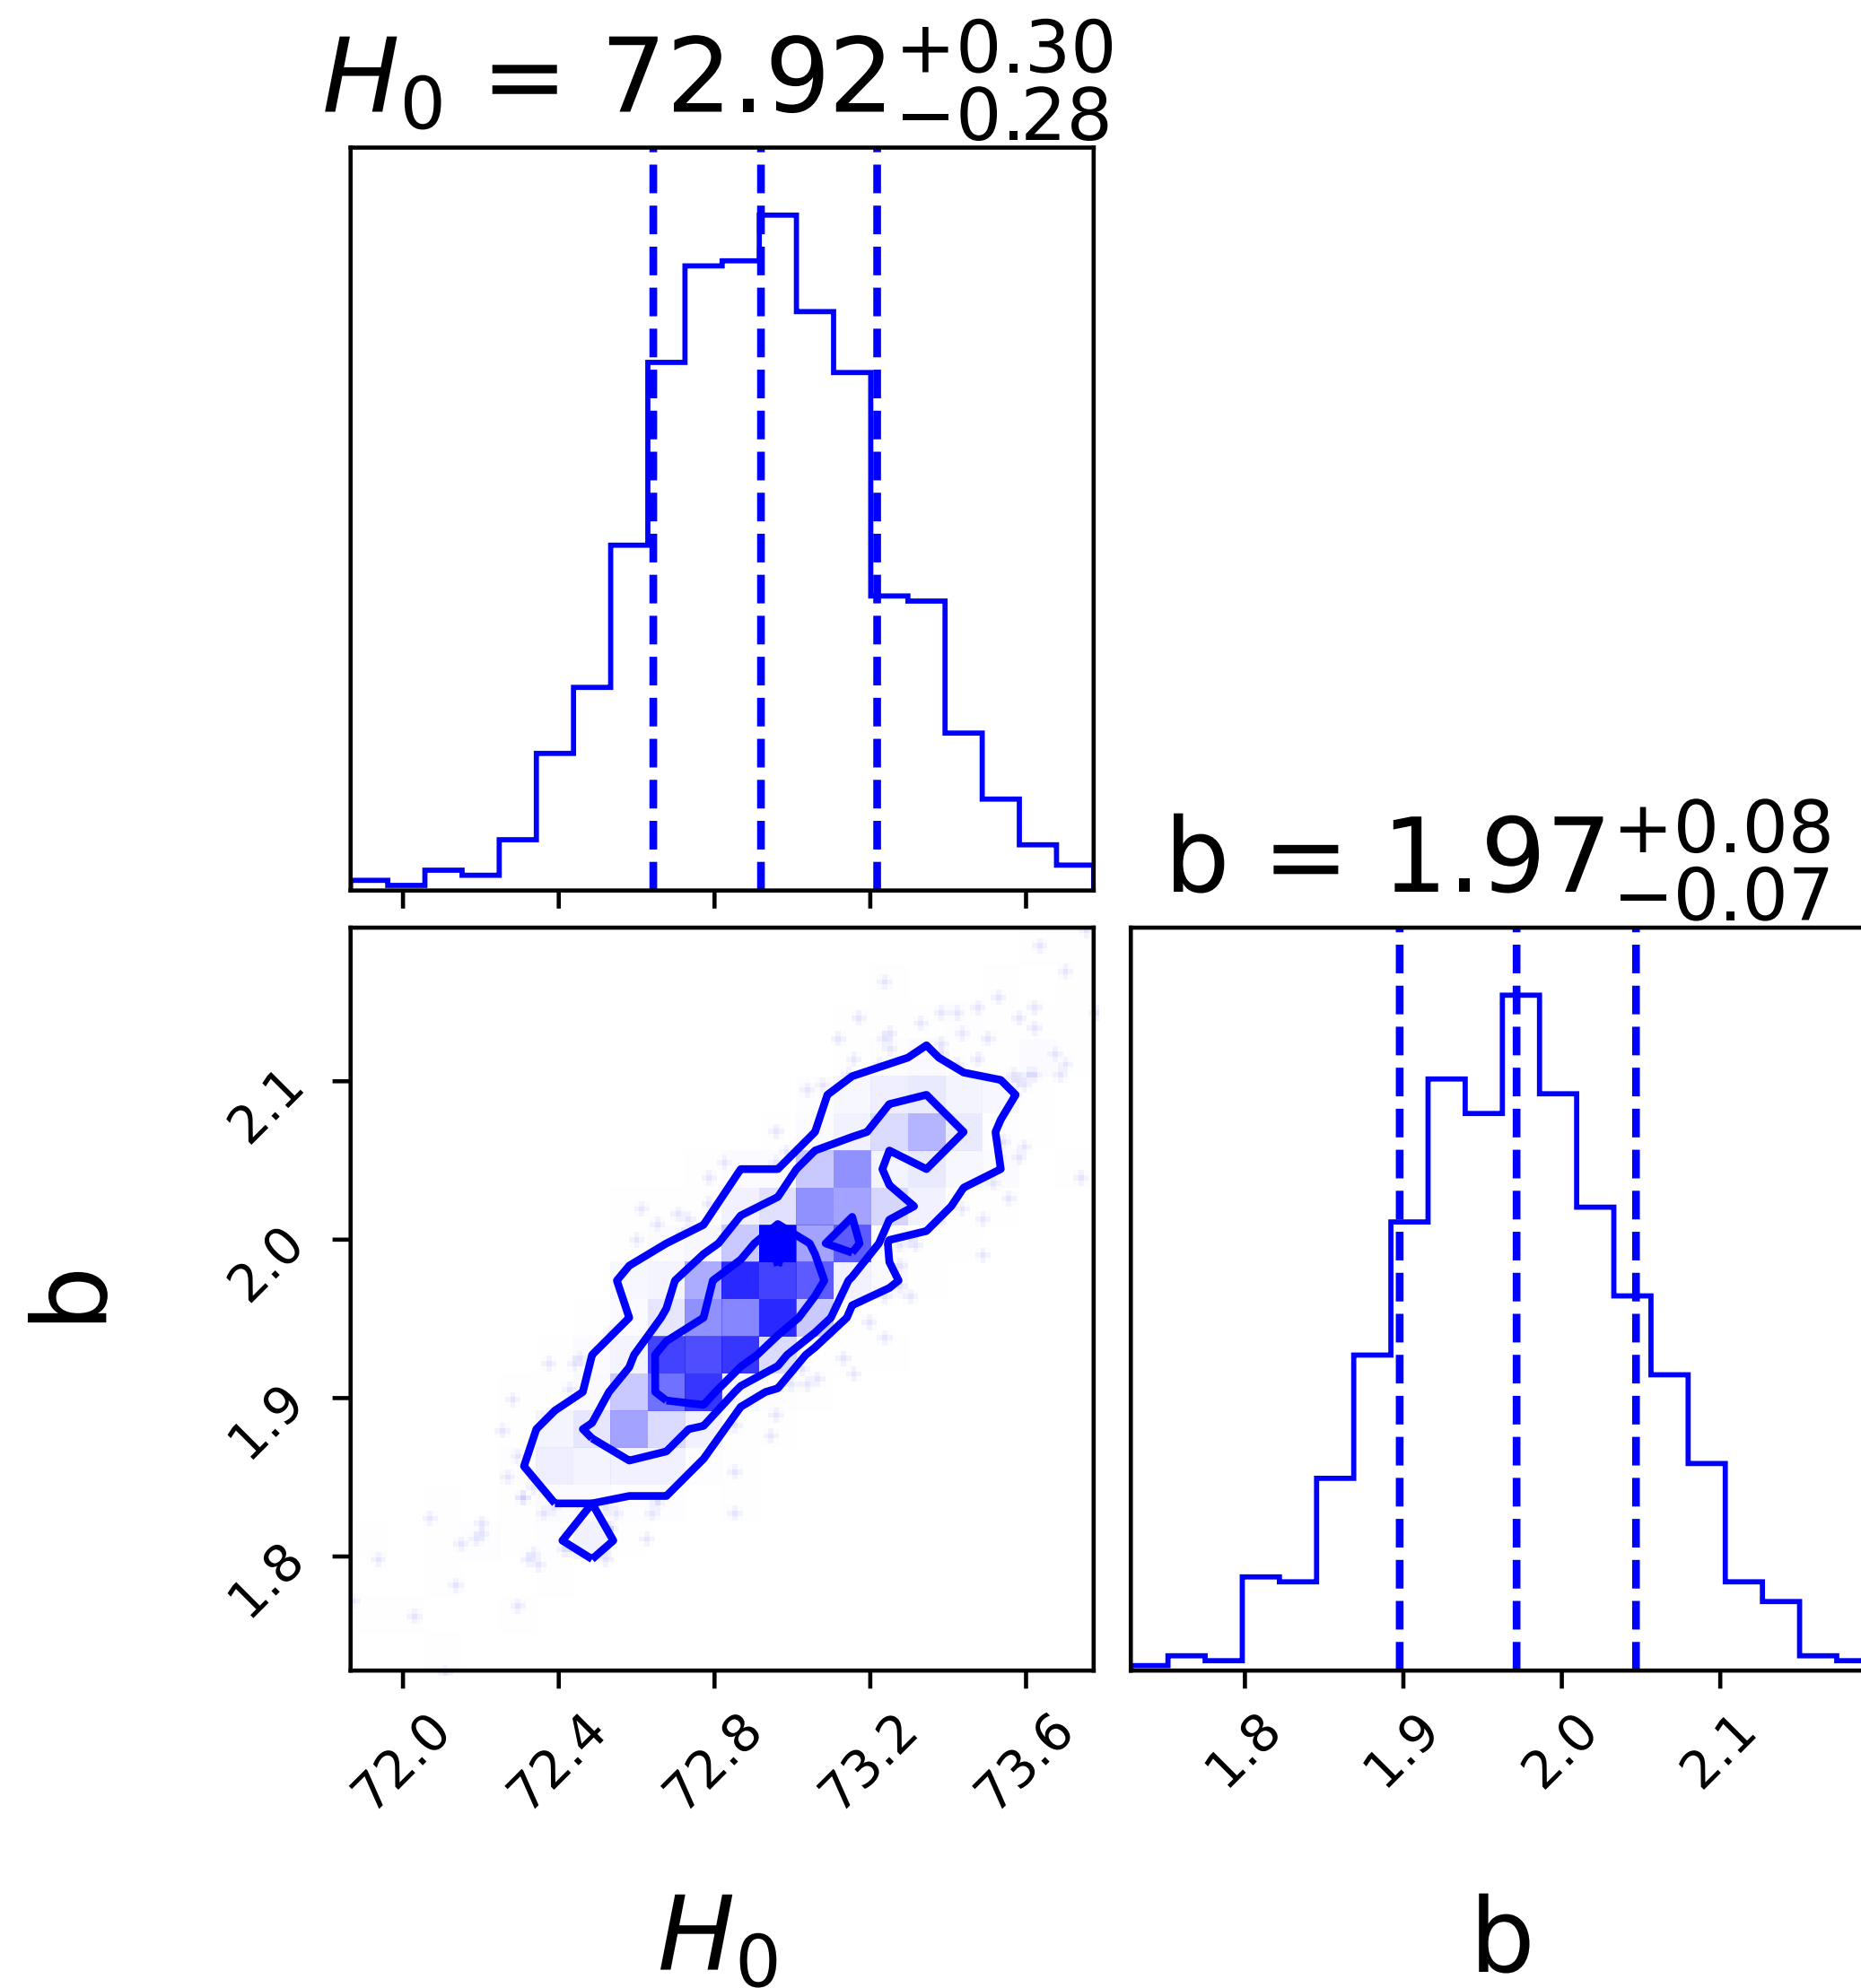 H₀ = 72.92 +0.30 −0.28
b = 1.97 +0.08 −0.07
b
2.1
2.0
1.9
1.8
72.0 72.4 72.8 73.2 73.6
1.8 1.9 2.0 2.1
H₀
b